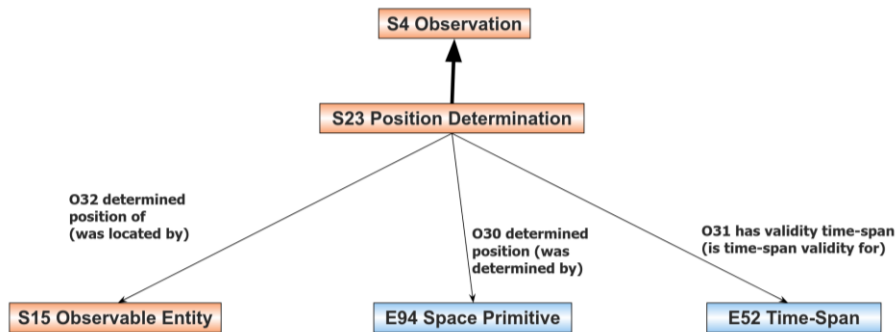 S4 Observation
S23 Position Determination
O32 determined
position of
(was located by)
O30 determined
position (was
determined by)
O31 has validity time-span
(is time-span validity for)
S15 Observable Entity
E94 Space Primitive
E52 Time-Span